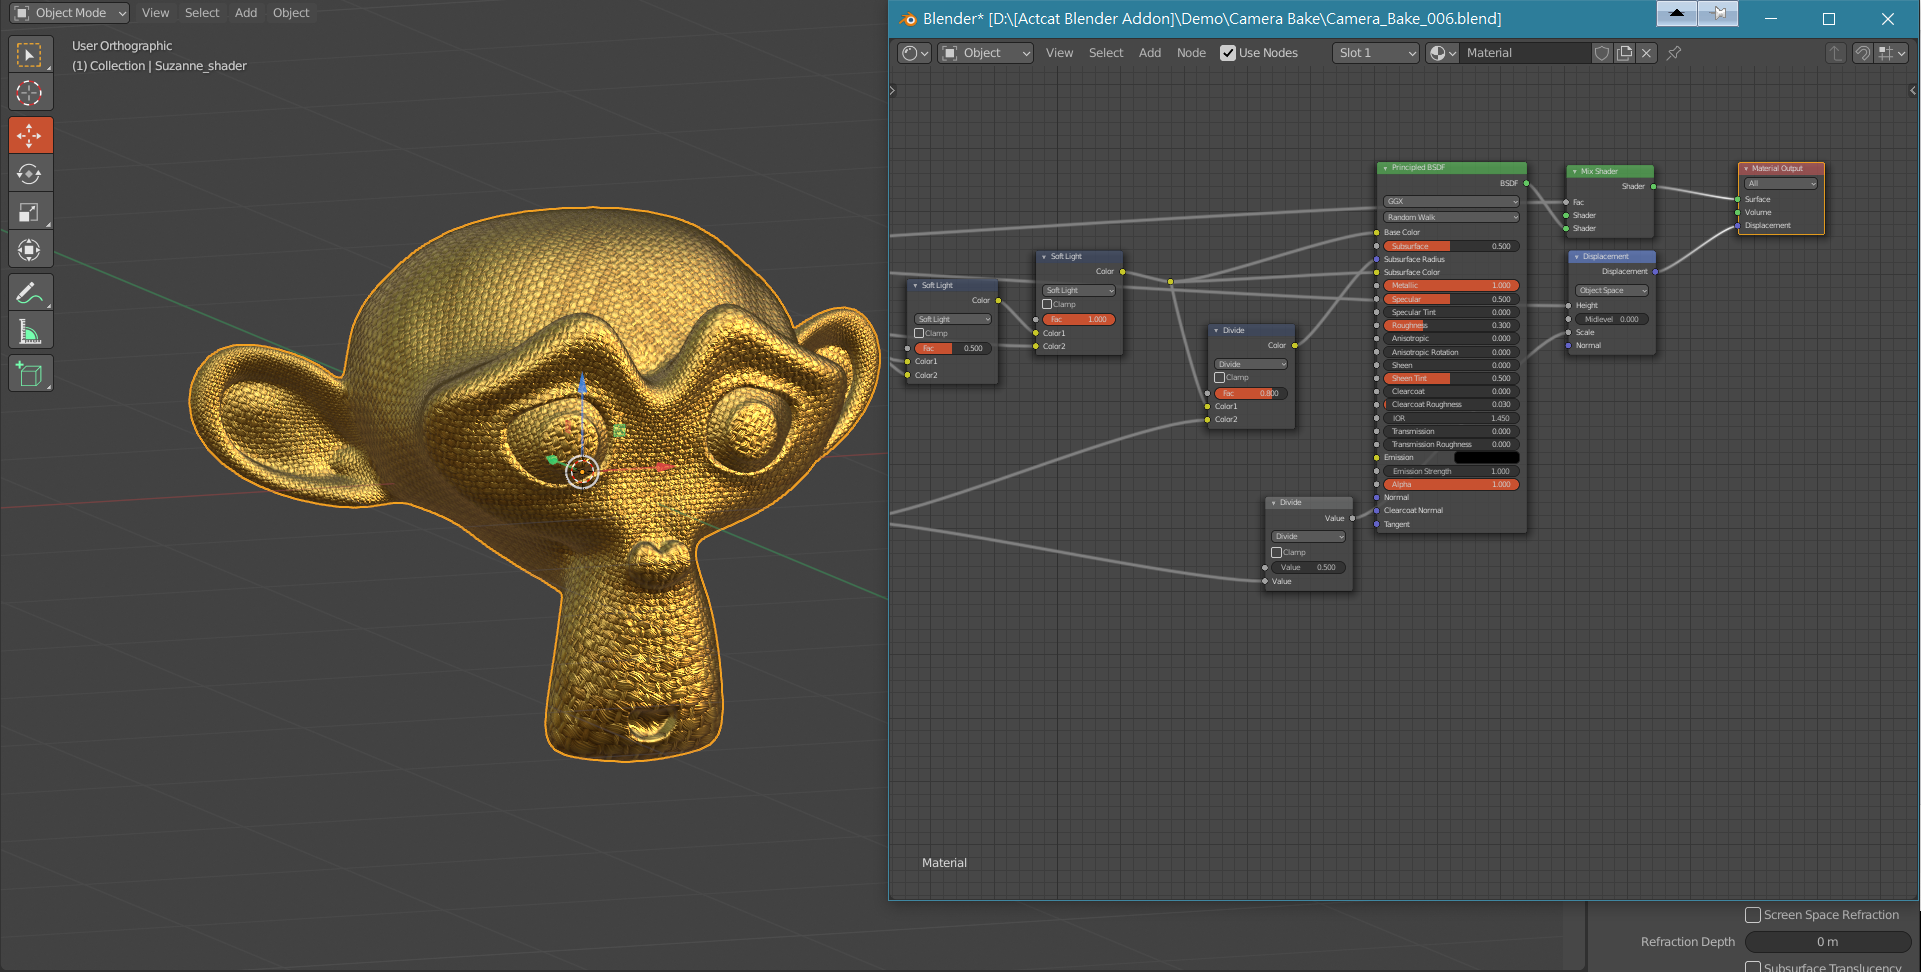 Object Mode View Select Add Object
User Orthographic
(1) Collection | Suzanne_shader
Blender* [D:\[Actcat Blender Addon]\Demo\Camera Bake\Camera_Bake_006.blend]
Object View Select Add Node Use Nodes Slot 1 Material
Soft Light
Color
Soft Light
Clamp
Fac 0.500
Color1
Color2
Soft Light
Color
Soft Light
Clamp
Fac 1.000
Color1
Color2
Divide
Color
Divide
Clamp
Fac 0.800
Color1
Color2
Divide
Value
Divide
Clamp
Value 0.500
Value
Principled BSDF
BSDF
GGX
Random Walk
Base Color
Subsurface 0.500
Subsurface Radius
Subsurface Color
Metallic 1.000
Specular 0.500
Specular Tint 0.000
Roughness 0.300
Anisotropic 0.000
Anisotropic Rotation 0.000
Sheen 0.000
Sheen Tint 0.500
Clearcoat 0.000
Clearcoat Roughness 0.030
IOR 1.450
Transmission 0.000
Transmission Roughness 0.000
Emission
Emission Strength 1.000
Alpha 1.000
Normal
Clearcoat Normal
Tangent
Mix Shader
Shader
Fac
Shader
Shader
Displacement
Displacement
Object Space
Height
Midlevel 0.000
Scale
Normal
Material Output
All
Surface
Volume
Displacement
Material
Screen Space Refraction
Refraction Depth 0 m
Subsurface Translucency